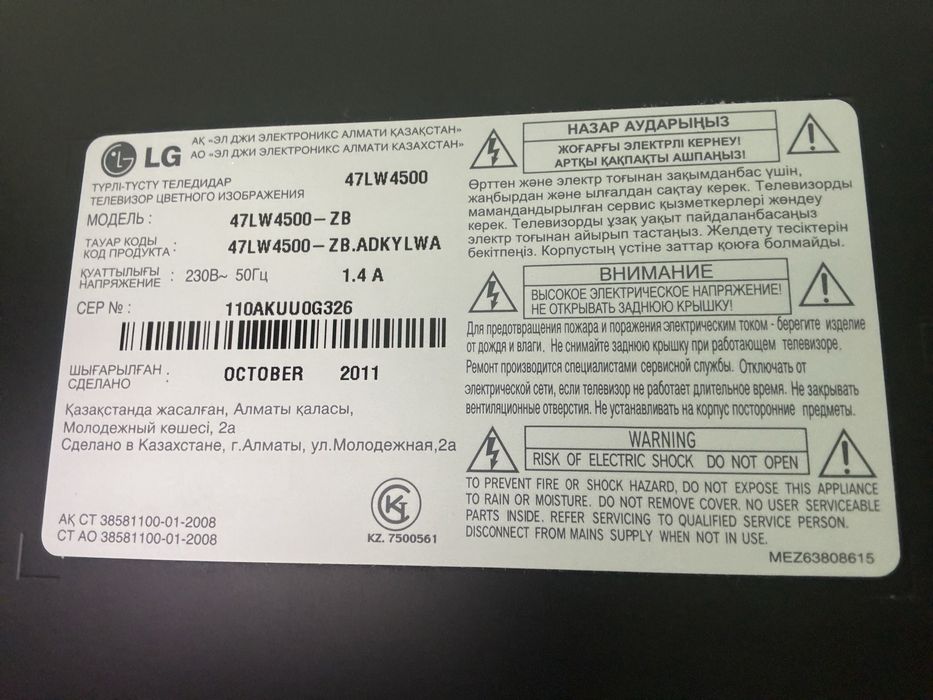 LG
АҚ «ЭЛ ДЖИ ЭЛЕКТРОНИКС АЛМАТИ ҚАЗАҚСТАН»
АО «ЭЛ ДЖИ ЭЛЕКТРОНИКС АЛМАТИ КАЗАХСТАН»
ТҮРЛІ-ТҮСТҮ ТЕЛЕДИДАР
ТЕЛЕВИЗОР ЦВЕТНОГО ИЗОБРАЖЕНИЯ
47LW4500
МОДЕЛЬ : 47LW4500-ZB
ТАУАР КОДЫ
КОД ПРОДУКТА : 47LW4500-ZB.ADKYLWA
ҚУАТТЫЛЫҒЫ
НАПРЯЖЕНИЕ : 230В~ 50Гц 1.4 A
СЕР № : 110AKUU0G326
ШЫҒАРЫЛҒАН
СДЕЛАНО : OCTOBER 2011
Қазақстанда жасалған, Алматы қаласы,
Молодежный көшесі, 2а
Сделано в Казахстане, г.Алматы, ул.Молодежная,2а
АҚ СТ 38581100-01-2008
СТ АО 38581100-01-2008
KZ. 7500561
НАЗАР АУДАРЫҢЫЗ
ЖОҒАРҒЫ ЭЛЕКТРЛІ КЕРНЕУ!
АРТҚЫ ҚАҚПАҚТЫ АШПАҢЫЗ!
Өрттен және электр тоғынан зақымданбас үшін,
жаңбырдан және ылғалдан сақтау керек. Телевизорды
мамандандырылған сервис қызметкерлері жөндеу
керек. Телевизорды ұзақ уақыт пайдаланбасаңыз
электр тоғынан айырып тастаңыз. Желдету тесіктерін
бекітпеңіз. Корпустың үстіне заттар қоюға болмайды.
ВНИМАНИЕ
ВЫСОКОЕ ЭЛЕКТРИЧЕСКОЕ НАПРЯЖЕНИЕ!
НЕ ОТКРЫВАТЬ ЗАДНЮЮ КРЫШКУ!
Для предотвращения пожара и поражения электрическим током - берегите изделие
от дождя и влаги. Не снимайте заднюю крышку при работающем телевизоре.
Ремонт производится специалистами сервисной службы. Отключать от
электрической сети, если телевизор не работает длительное время. Не закрывать
вентиляционные отверстия. Не устанавливать на корпус посторонние предметы.
WARNING
RISK OF ELECTRIC SHOCK DO NOT OPEN
TO PREVENT FIRE OR SHOCK HAZARD, DO NOT EXPOSE THIS APPLIANCE
TO RAIN OR MOISTURE. DO NOT REMOVE COVER. NO USER SERVICEABLE
PARTS INSIDE. REFER SERVICING TO QUALIFIED SERVICE PERSON.
DISCONNECT FROM MAINS SUPPLY WHEN NOT IN USE.
MEZ63808615